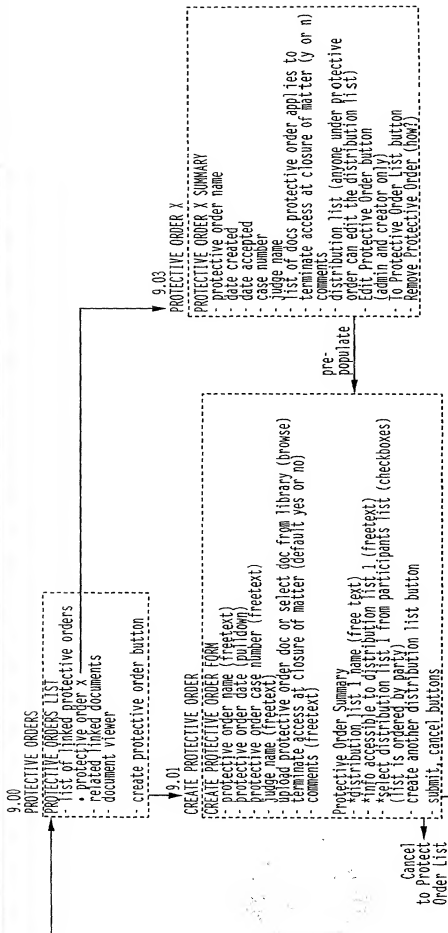 9.00
PROTECTIVE ORDERS
PROTECTIVE ORDERS LIST
- list of linked protective orders
• protective order X
- related linked documents
- document viewer
- create protective order button
9.01
CREATE PROTECTIVE ORDER
CREATE PROTECTIVE ORDER FORM
- protective order name (freetext)
- protective order date (pulldown)
- protective order case number (freetext)
- judge name (freetext)
- upload protective order doc or select doc from library (browse)
- terminate access at closure of matter (default yes or no)
- comments (freetext)
Protective Order Summary
*distribution list 1 name (free text)
*info accessible to distribution list 1 (freetext)
*select distribution list 1 from participants list (checkboxes)
(list is ordered by party)
- create another distribution list button
- submit, cancel buttons
Cancel
to Protect
Order List
pre-
populate
9.03
PROTECTIVE ORDER X
PROTECTIVE ORDER X SUMMARY
- protective order name
- date created
- date accepted
- case number
- judge name
- list of docs protective order applies to
- terminate access at closure of matter (y or n)
- comments
- distribution list (anyone under protective
order can edit the distribution list)
- Edit Protective Order button
(admin and creator only)
- To Protective Order List button
- Remove Protective Order (how?)